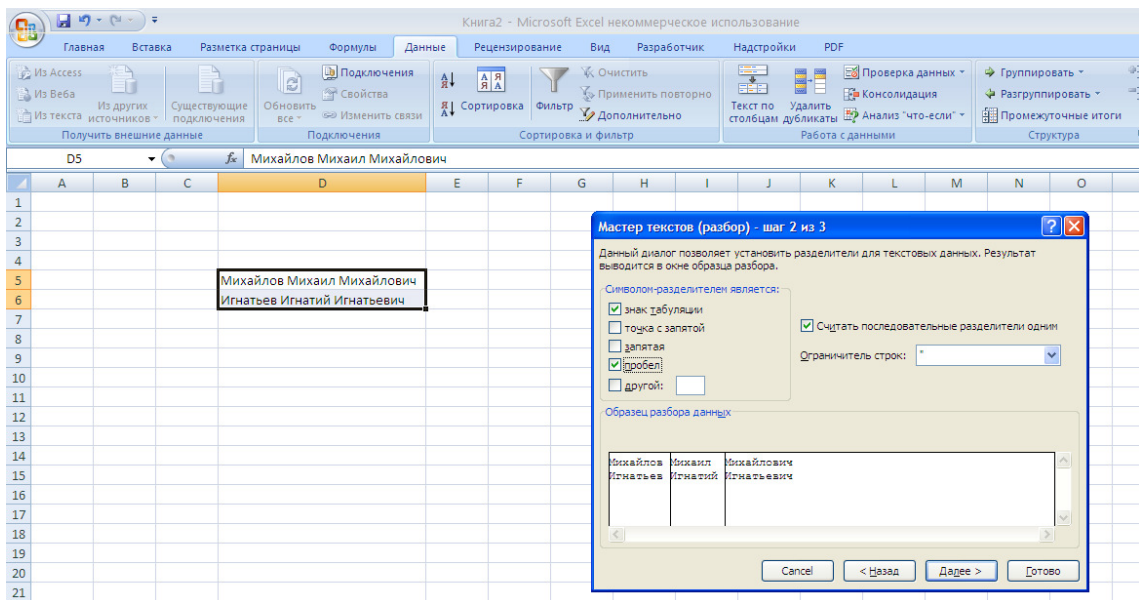 Книга2 - Microsoft Excel некоммерческое использование
Главная Вставка Разметка страницы Формулы Данные Рецензирование Вид Разработчик Надстройки PDF
Из Access
Из Веба
Из текста
Из других источников
Существующие подключения
Получить внешние данные
Обновить все
Подключения
Свойства
Изменить связи
Подключения
Сортировка
Фильтр
Очистить
Применить повторно
Дополнительно
Сортировка и фильтр
Текст по столбцам
Удалить дубликаты
Проверка данных
Консолидация
Анализ "что-если"
Работа с данными
Группировать
Разгруппировать
Промежуточные итоги
Структура
D5 fx Михайлов Михаил Михайлович
A B C D E F G H I J K L M N O
1
2
3
4
5 Михайлов Михаил Михайлович
6 Игнатьев Игнатий Игнатьевич
7
8
9
10
11
12
13
14
15
16
17
18
19
20
21
Мастер текстов (разбор) - шаг 2 из 3
Данный диалог позволяет установить разделители для текстовых данных. Результат
выводится в окне образца разбора.
Символом-разделителем является:
знак табуляции
точка с запятой
запятая
пробел
другой:
Считать последовательные разделители одним
Ограничитель строк: "
Образец разбора данных
Михайлов Михаил Михайлович
Игнатьев Игнатий Игнатьевич
Cancel < Назад Далее > Готово